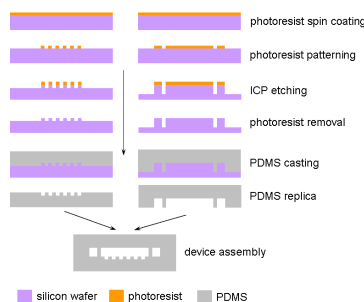 photoresist spin coating
photoresist patterning
ICP etching
photoresist removal
PDMS casting
PDMS replica
device assembly
silicon wafer photoresist PDMS